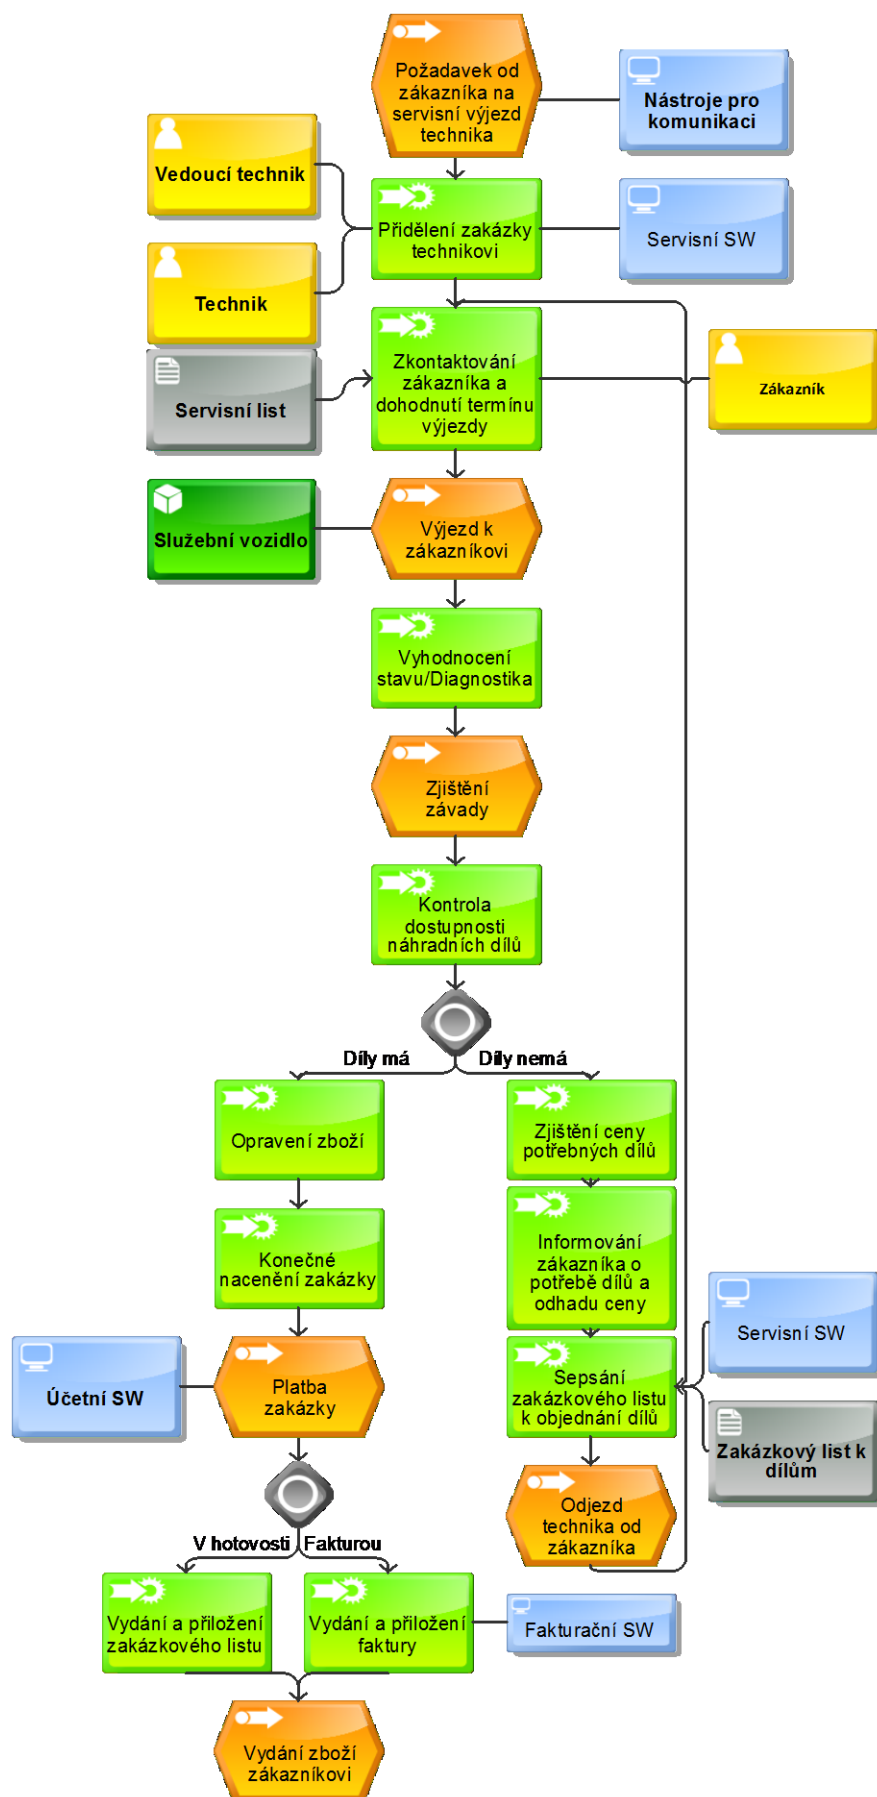 Požadavek od
zákazníka na
servisní výjezd
technika
Nástroje pro
komunikaci
Vedoucí technik
Přidělení zakázky
technikovi
Servisní SW
Technik
Zkontaktování
zákazníka a
dohodnutí termínu
výjezdy
Servisní list
Zákazník
Služební vozidlo
Výjezd k
zákazníkovi
Vyhodnocení
stavu/Diagnostika
Zjištění
závady
Kontrola
dostupnosti
náhradních dílů
Díly má
Díly nemá
Opravení zboží
Zjištění ceny
potřebných dílů
Konečné
nacenění zakázky
Informování
zákazníka o
potřebě dílů a
odhadu ceny
Servisní SW
Účetní SW
Platba
zakázky
Sepsání
zakázkového listu
k objednání dílů
Zakázkový list k
dílům
Odjezd
technika od
zákazníka
V hotovosti
Fakturou
Vydání a přiložení
zakázkového listu
Vydání a přiložení
faktury
Fakturační SW
Vydání zboží
zákazníkovi